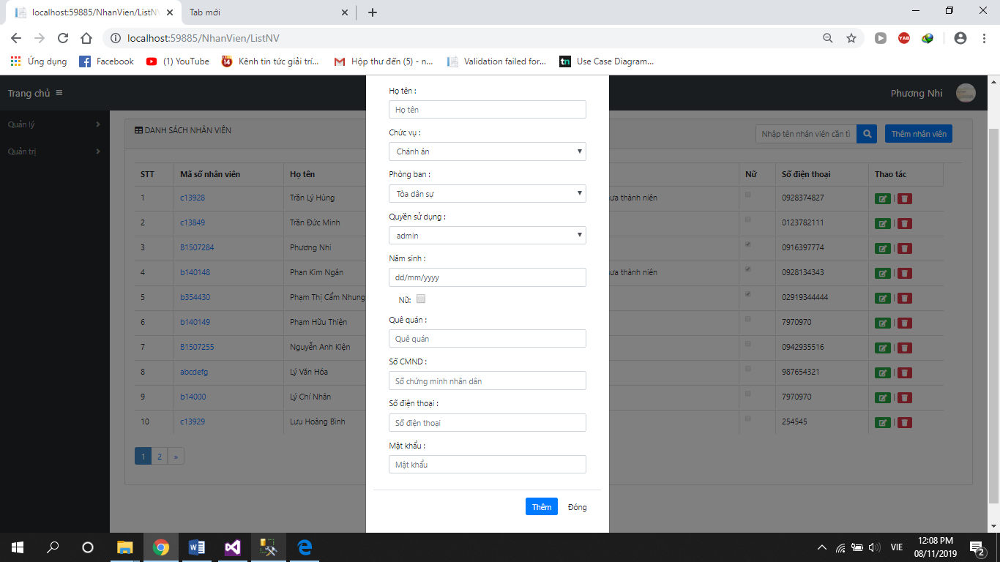 localhost:59885/NhanVien/ListNV
Tab mới
localhost:59885/NhanVien/ListNV
YAB
Ứng dụng
Facebook
(1) YouTube
14
Kênh tin tức giải trí...
Hộp thư đến (5) - n...
Validation failed for...
tn
Use Case Diagram...
Trang chủ
Phương Nhi
Quản lý
Quản trị
DANH SÁCH NHÂN VIÊN
Nhập tên nhân viên cần tì
Thêm nhân viên
STT Mã số nhân viên Họ tên Nữ Số điện thoại Thao tác
1 c13928 Trần Lý Hùng ưa thành niên 0928374827 |
2 c13849 Trần Đức Minh 0123782111 |
3 B1507284 Phương Nhi 0916397774 |
4 b140148 Phan Kim Ngân ưa thành niên 0928134343 |
5 b354430 Phạm Thị Cẩm Nhung 02919344444 |
6 b140149 Phạm Hữu Thiện 7970970 |
7 B1507255 Nguyễn Anh Kiện 0942935516 |
8 abcdefg Lý Văn Hóa 987654321 |
9 b14000 Lý Chí Nhân 7970970 |
10 c13929 Lưu Hoàng Bình 254545 |
1 2 »
Họ tên :
Họ tên
Chức vụ :
Chánh án
Phòng ban :
Tòa dân sự
Quyền sử dụng :
admin
Năm sinh :
dd/mm/yyyy
Nữ:
Quê quán :
Quê quán
Số CMND :
Số chứng minh nhân dân
Số điện thoại :
Số điện thoại
Mật khẩu :
Mật khẩu
Thêm
Đóng
VIE
12:08 PM
08/11/2019
2